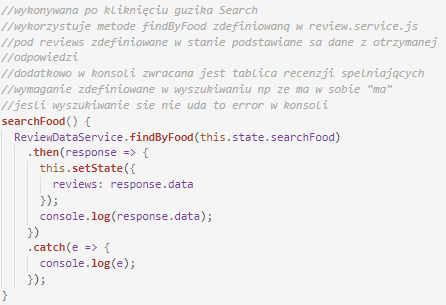 //wykonywana po kliknięciu guzika Search
//wykorzystuje metode findByFood zdefiniowaną w review.service.js
//pod reviews zdefiniowane w stanie podstawiane sa dane z otrzymanej
//odpowiedzi
//dodatkowo w konsoli zwracana jest tablica recenzji spełniających
//wymaganie zdefiniowane w wyszukiwaniu np ze ma w sobie "ma"
//jesli wyszukiwanie sie nie uda to error w konsoli
searchFood() {
  ReviewDataService.findByFood(this.state.searchFood)
    .then(response => {
      this.setState({
        reviews: response.data
      });
      console.log(response.data);
    })
    .catch(e => {
      console.log(e);
    });
}